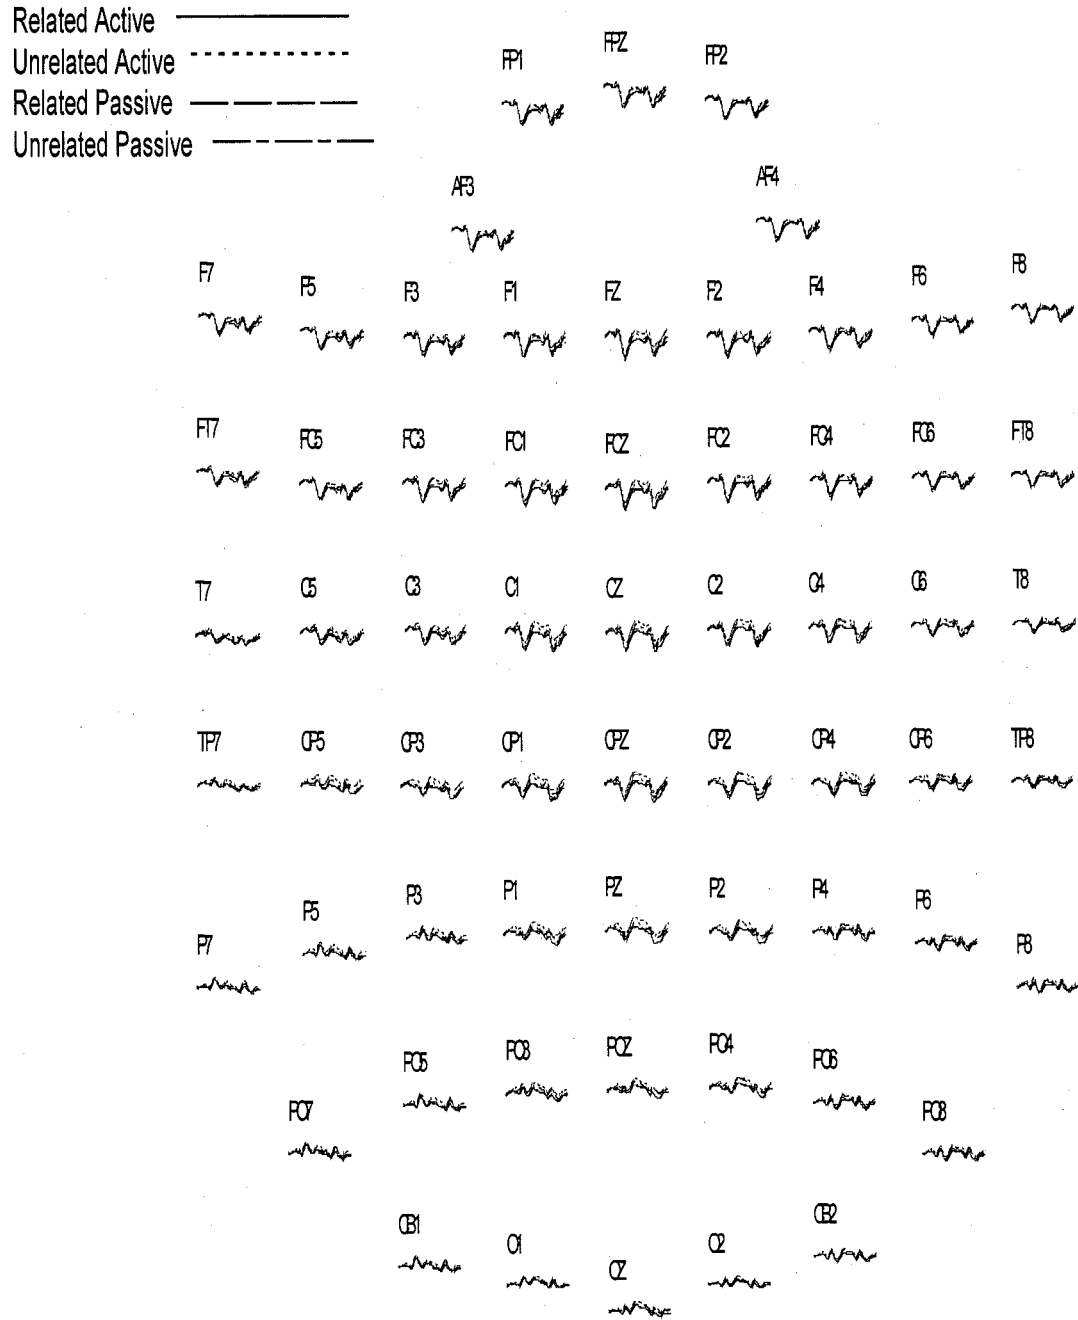 Related Active
Unrelated Active
Related Passive
Unrelated Passive
FP1 FPZ FP2
AF3 AF4
F7 F5 F3 F1 FZ F2 F4 F6 F8
FT7 FC5 FC3 FC1 FCZ FC2 FC4 FC6 FT8
T7 C5 C3 C1 CZ C2 C4 C6 T8
TP7 CP5 CP3 CP1 CPZ CP2 CP4 CP6 TP8
P7 P5 P3 P1 PZ P2 P4 P6 P8
PO7 PO5 PO3 POZ PO4 PO6 PO8
CB1 O1 OZ O2 CB2